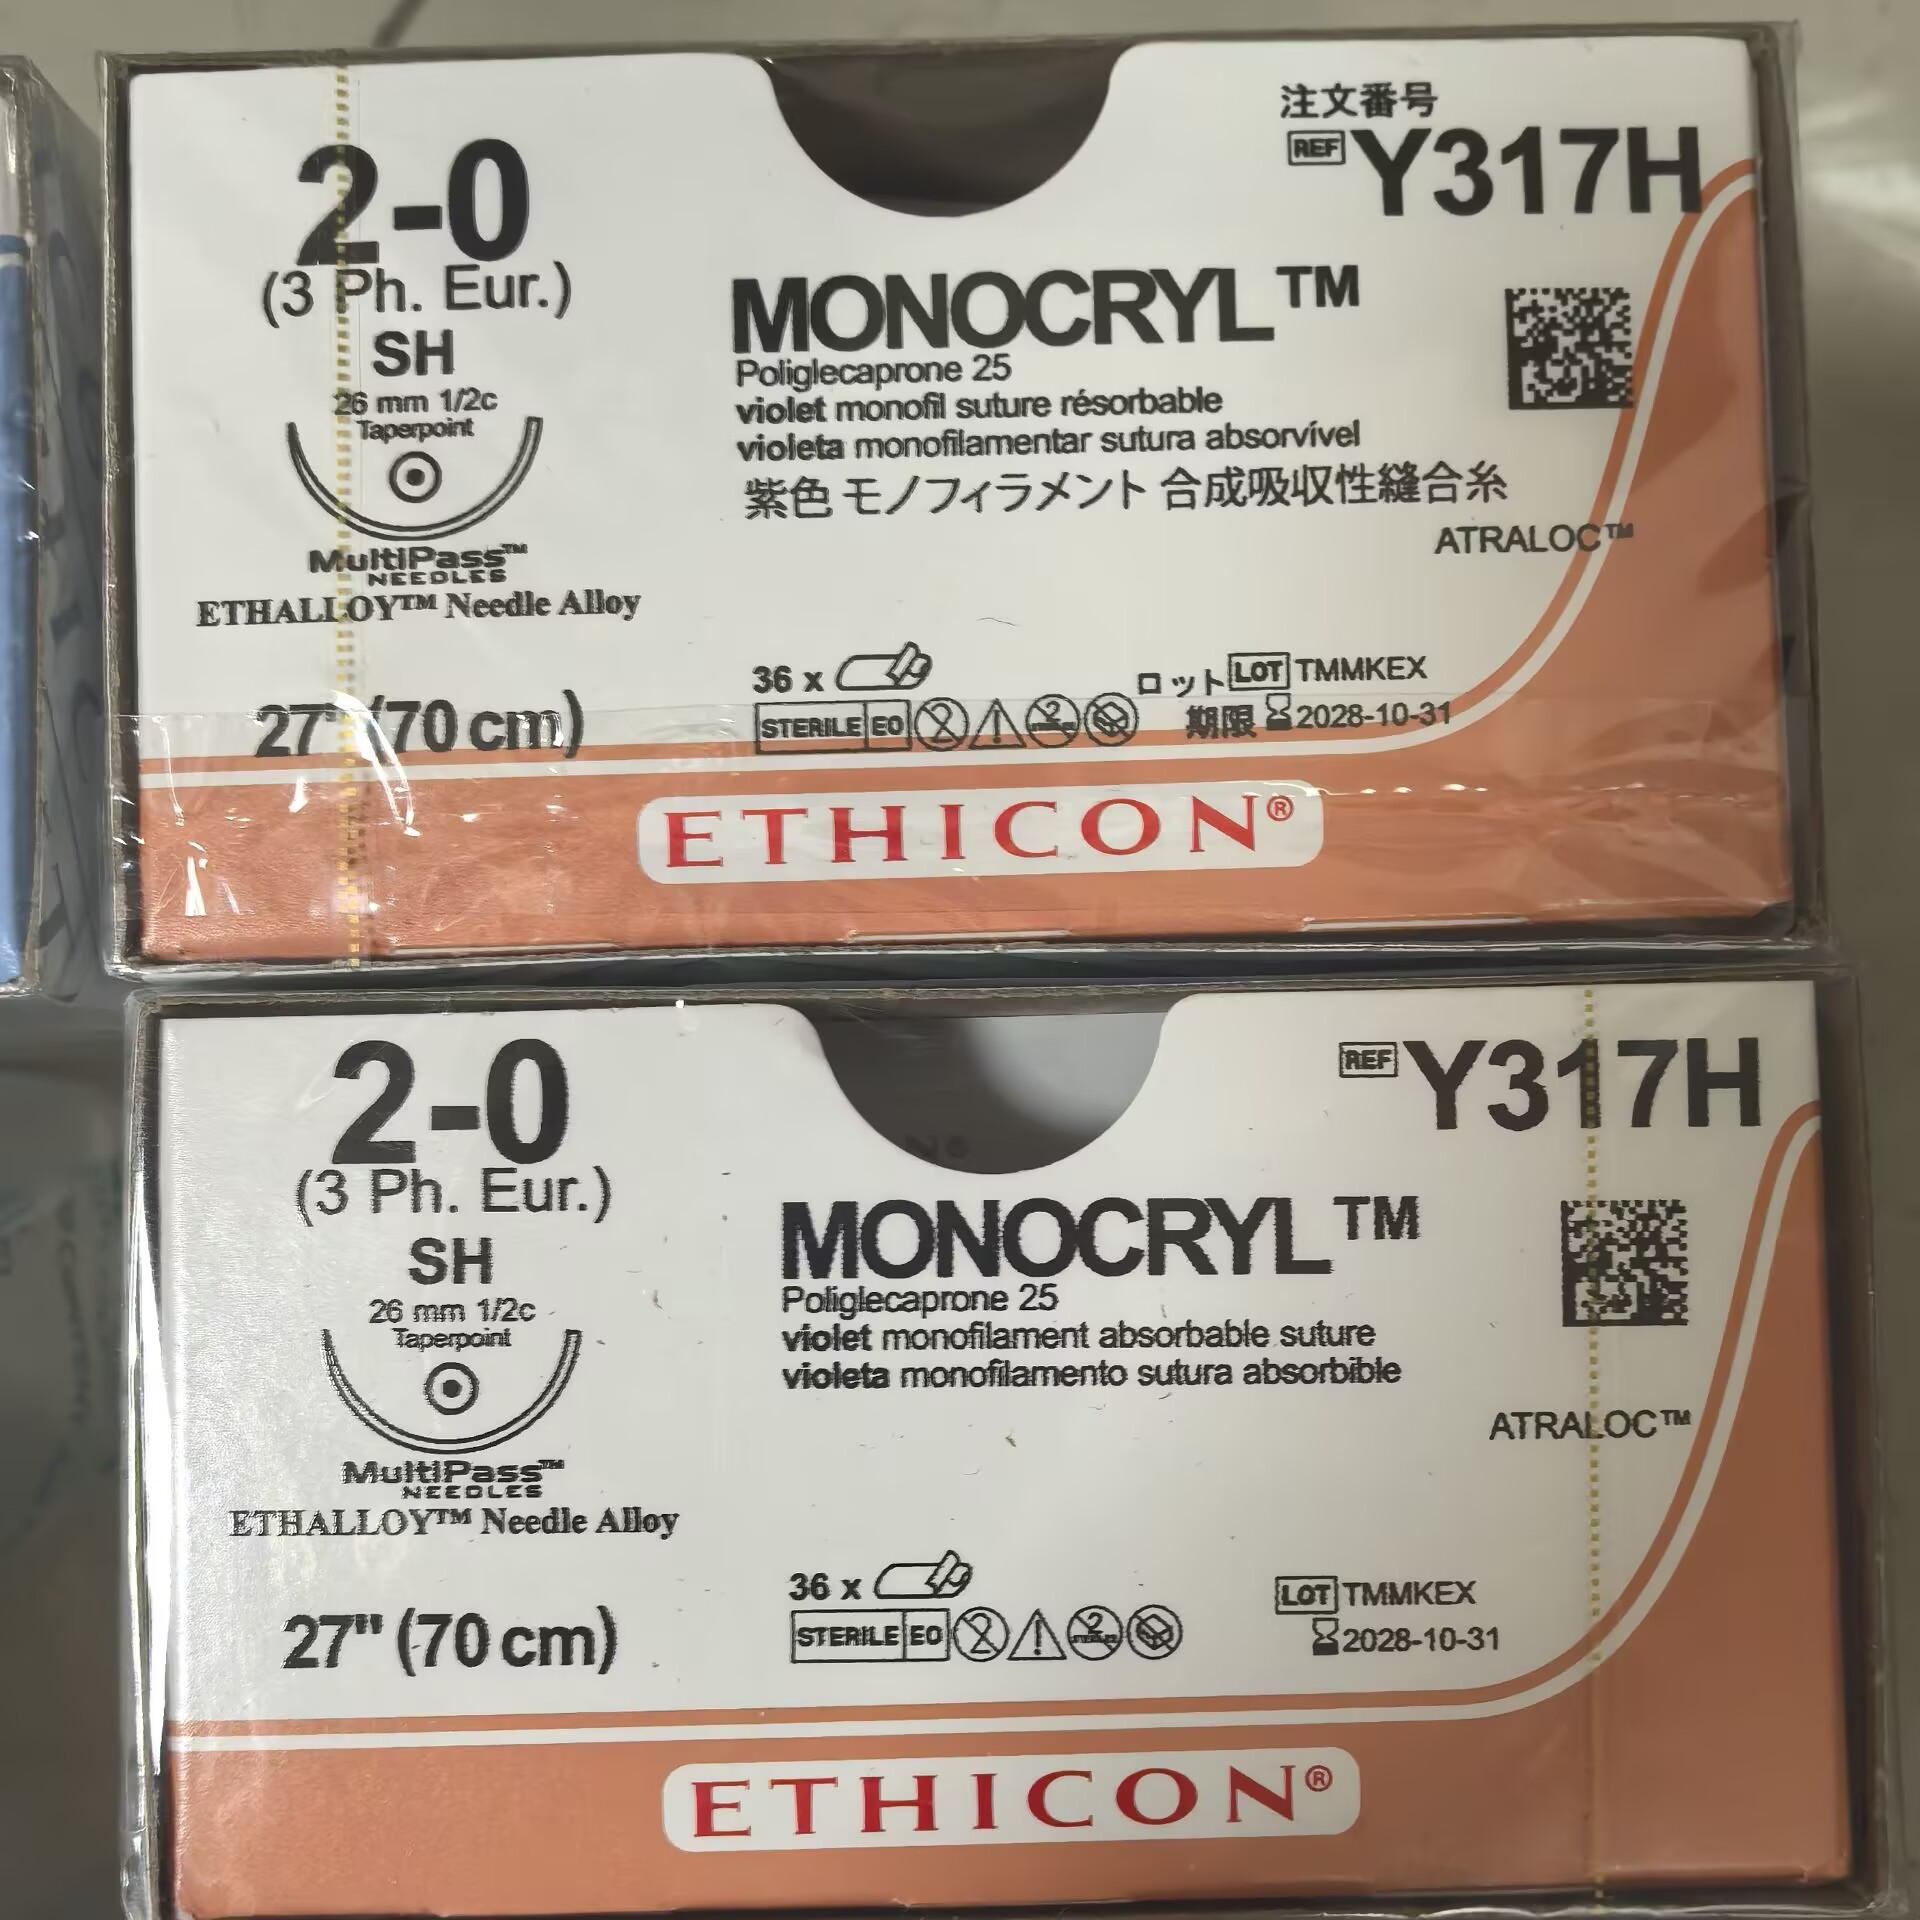 2-0
(3 Ph. Eur.)
SH
26 mm 1/2c
Taperpoint
MultiPass™
NEEDLES
ETHALLOY™ Needle Alloy
27" (70 cm)
注文番号
REF Y317H
MONOCRYL™
Poliglecaprone 25
violet monofil suture résorbable
violeta monofilamentar sutura absorvível
紫色 モノフィラメント 合成吸収性縫合糸
ATRALOC™
36 x
STERILE EO
ロット LOT TMMKEX
期限 2028-10-31
ETHICON®
2-0
(3 Ph. Eur.)
SH
26 mm 1/2c
Taperpoint
MultiPass™
NEEDLES
ETHALLOY™ Needle Alloy
27" (70 cm)
REF Y317H
MONOCRYL™
Poliglecaprone 25
violet monofilament absorbable suture
violeta monofilamento sutura absorbible
ATRALOC™
36 x
STERILE EO
LOT TMMKEX
2028-10-31
ETHICON®